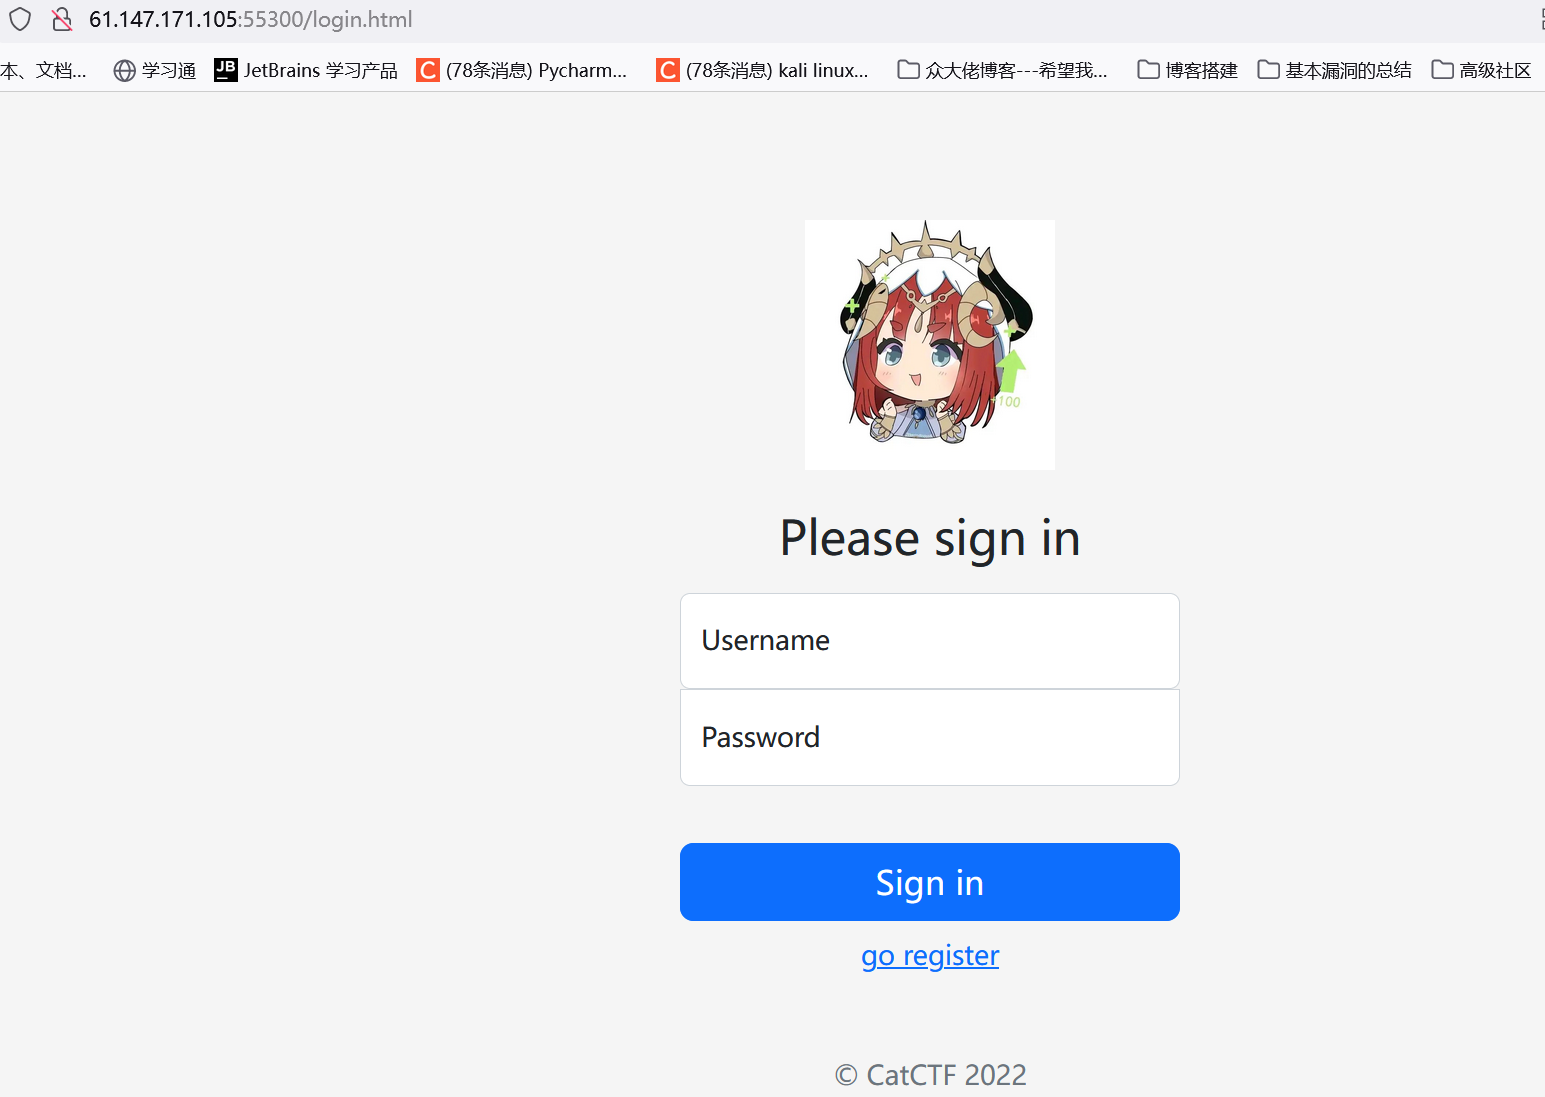 61.147.171.105:55300/login.html
本、文档... 学习通 JB JetBrains 学习产品 C (78条消息) Pycharm... C (78条消息) kali linux... 众大佬博客---希望我... 博客搭建 基本漏洞的总结 高级社区
+100
Please sign in
Username
Password
Sign in
go register
© CatCTF 2022